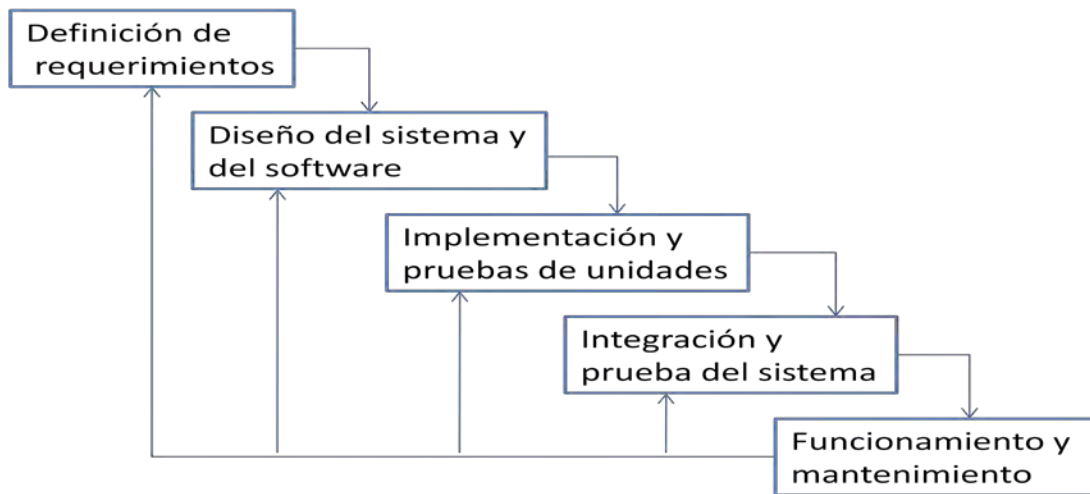 Definición de
requerimientos
Diseño del sistema y
del software
Implementación y
pruebas de unidades
Integración y
prueba del sistema
Funcionamiento y
mantenimiento